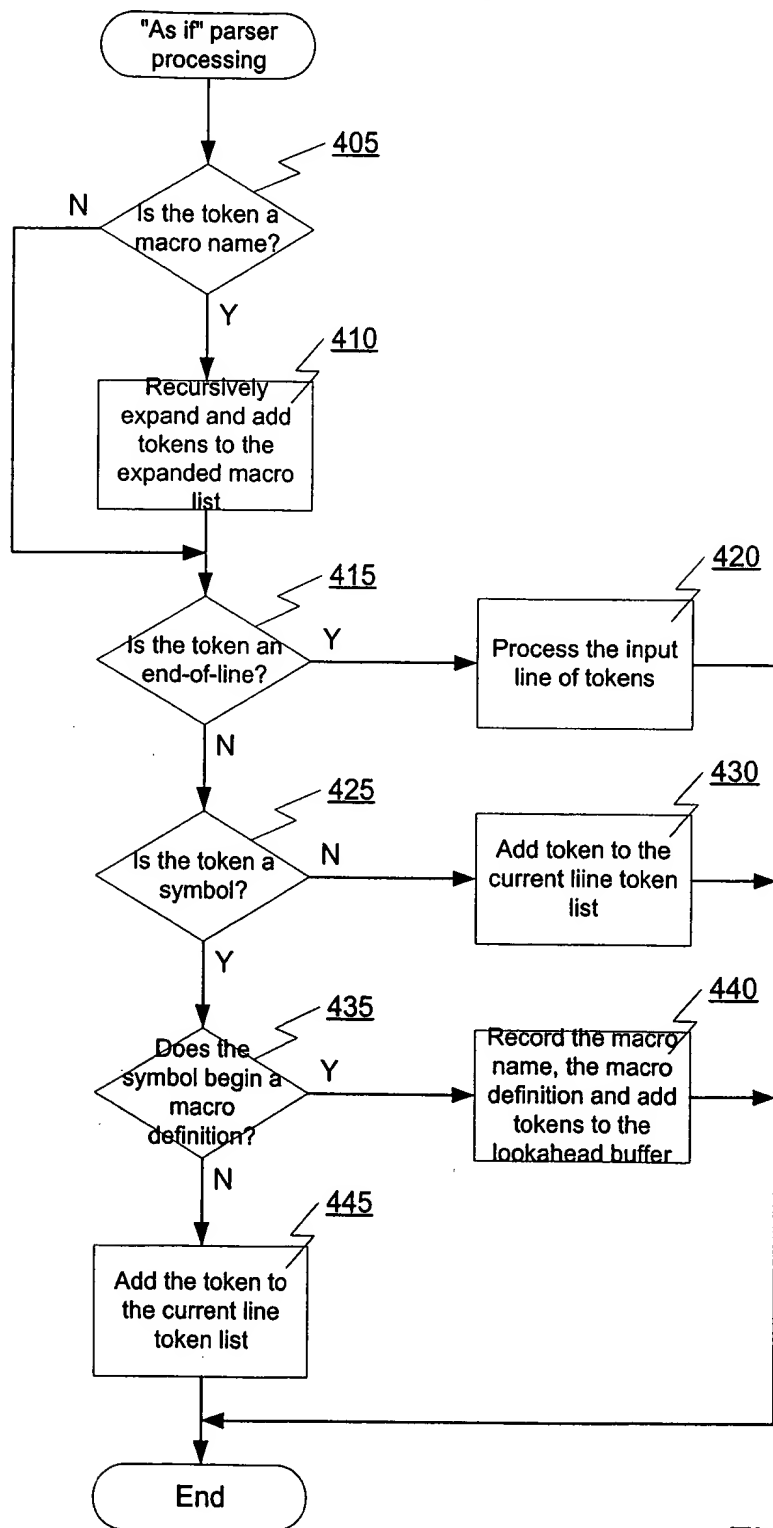 "As if" parser
processing
405
N
Is the token a
macro name?
Y
410
Recursively
expand and add
tokens to the
expanded macro
list
415
420
Is the token an
end-of-line?
Y
Process the input
line of tokens
N
425
430
Is the token a
symbol?
N
Add token to the
current liine token
list
Y
435
440
Does the
symbol begin a
macro
definition?
Y
Record the macro
name, the macro
definition and add
tokens to the
lookahead buffer
N
445
Add the token to
the current line
token list
End